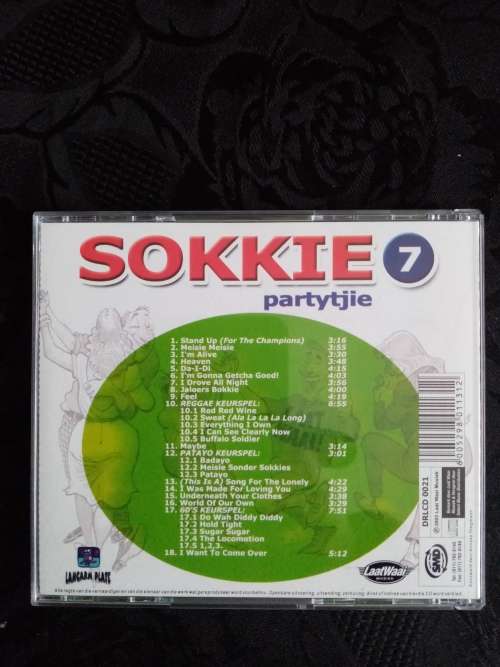 SOKKIE 7
partytjie
1. Stand Up (For The Champions) 3:16
2. Meisie Meisie 3:55
3. I'm Alive 3:30
4. Heaven 3:48
5. Da-I-Di 4:15
6. I'm Gonna Getcha Good! 4:03
7. I Drove All Night 3:56
8. Jaloers Bokkie 4:00
9. Feel 4:19
10. REGGAE KEURSPEL: 6:55
10.1 Red Red Wine
10.2 Sweat (Ala La La La Long)
10.3 Everything I Own
10.4 I Can See Clearly Now
10.5 Buffalo Soldier
11. Maybe 3:14
12. PATAYO KEURSPEL: 3:01
12.1 Badayo
12.2 Meisie Sonder Sokkies
12.3 Patayo
13. (This Is A) Song For The Lonely 4:22
14. I Was Made For Loving You 4:29
15. Underneath Your Clothes 3:38
16. World Of Our Own 3:29
17. 60'S KEURSPEL: 7:51
17.1 Do Wah Diddy Diddy
17.2 Hold Tight
17.3 Sugar Sugar
17.4 The Locomotion
17.5 1,2,3.
18. I Want To Come Over 5:12
6005298011312
DRLCD 0021
LANGARM PLATE
LaatWaai
MUSIEK
SMD